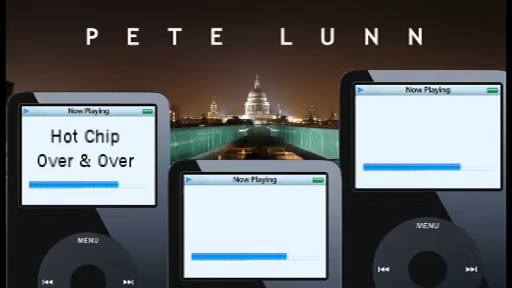 PETE LUNN
Now Playing
Hot Chip
Over & Over
MENU
Now Playing
Now Playing
MENU